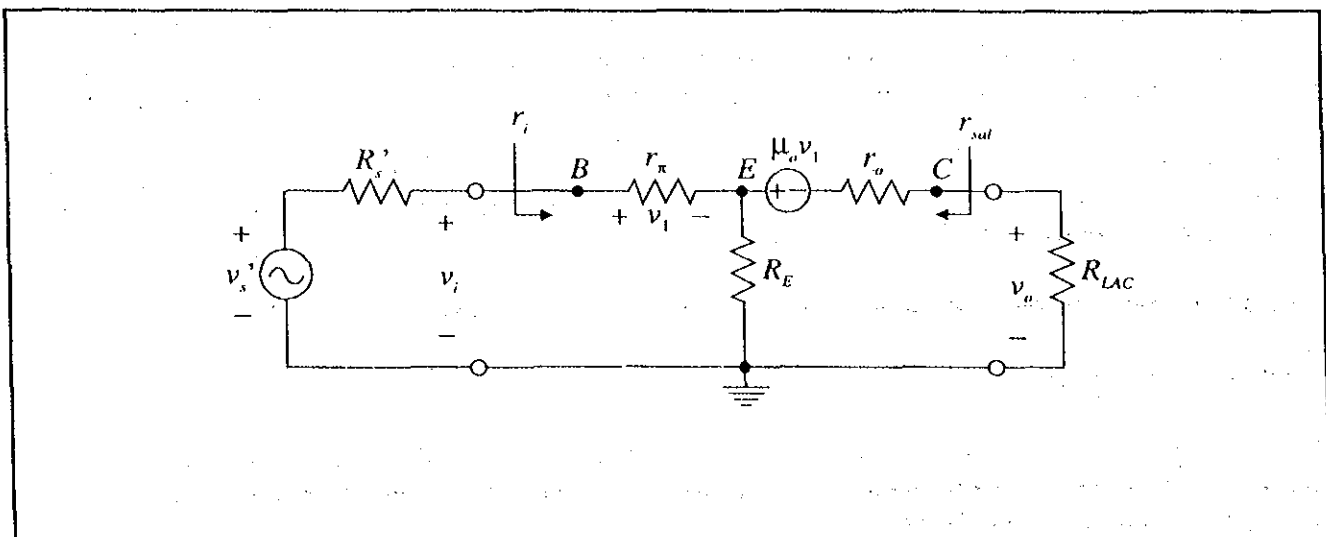 r_i
r_sal
R_s'
B
r_π
E
μ_o v_1
r_o
C
+ v_1 −
+
v_s'
−
+
v_i
−
R_E
+
v_o
−
R_LAC